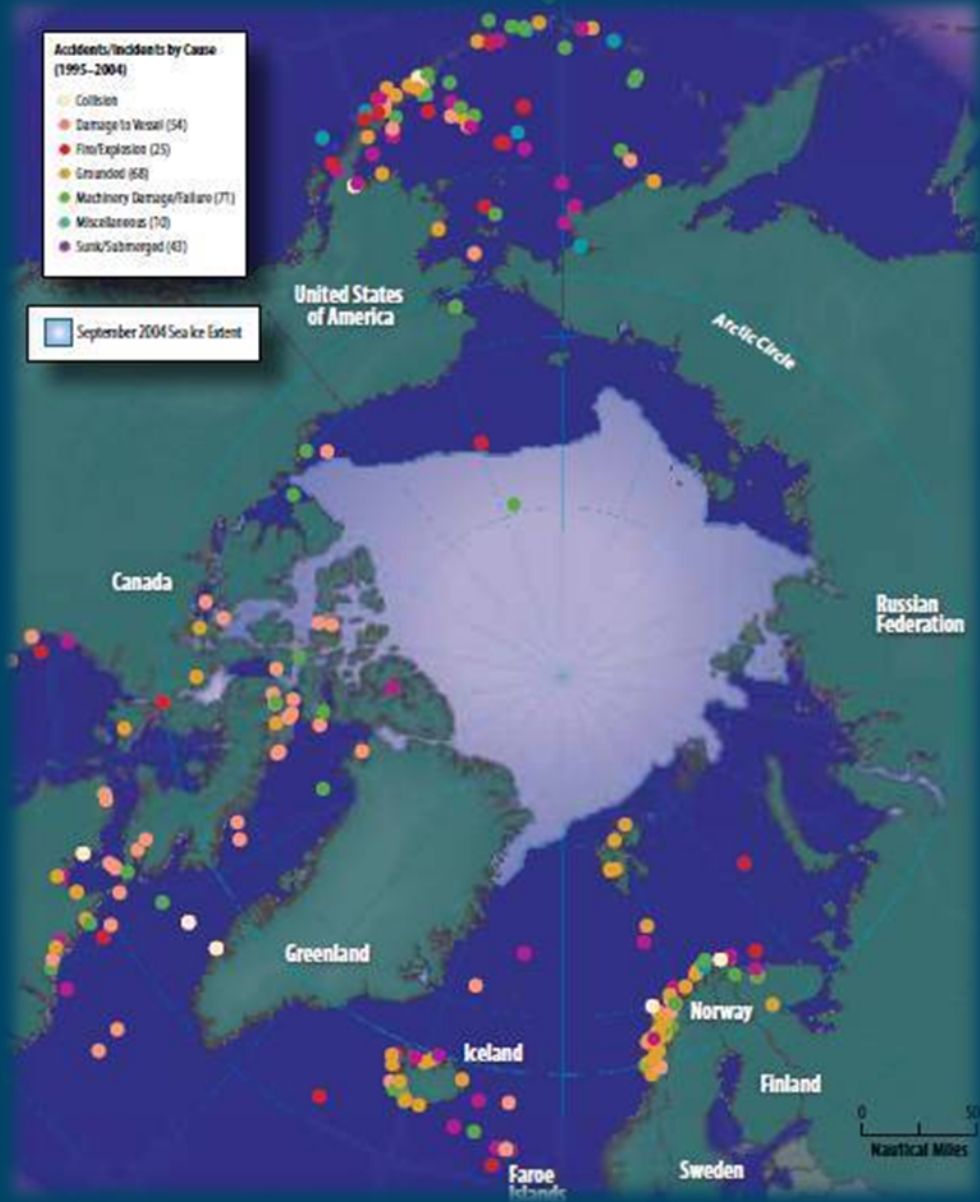 Accidents/Incidents by Cause
(1995–2004)
Collision
Damage to Vessel (54)
Fire/Explosion (25)
Grounded (68)
Machinery Damage/Failure (71)
Miscellaneous (10)
Sunk/Submerged (43)
September 2004 Sea Ice Extent
United States
of America
Arctic Circle
Canada
Russian
Federation
Greenland
Norway
Iceland
Finland
0
Nautical Miles
Sweden
Faroe
Islands